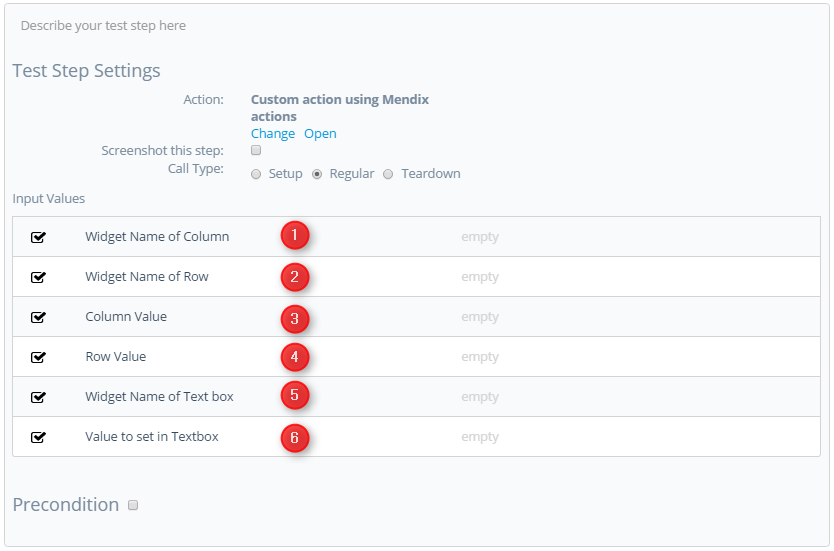 Describe your test step here
Test Step Settings
Action: Custom action using Mendix
actions
Change Open
Screenshot this step:
Call Type: Setup Regular Teardown
Input Values
Widget Name of Column 1 empty
Widget Name of Row 2 empty
Column Value 3 empty
Row Value 4 empty
Widget Name of Text box 5 empty
Value to set in Textbox 6 empty
Precondition